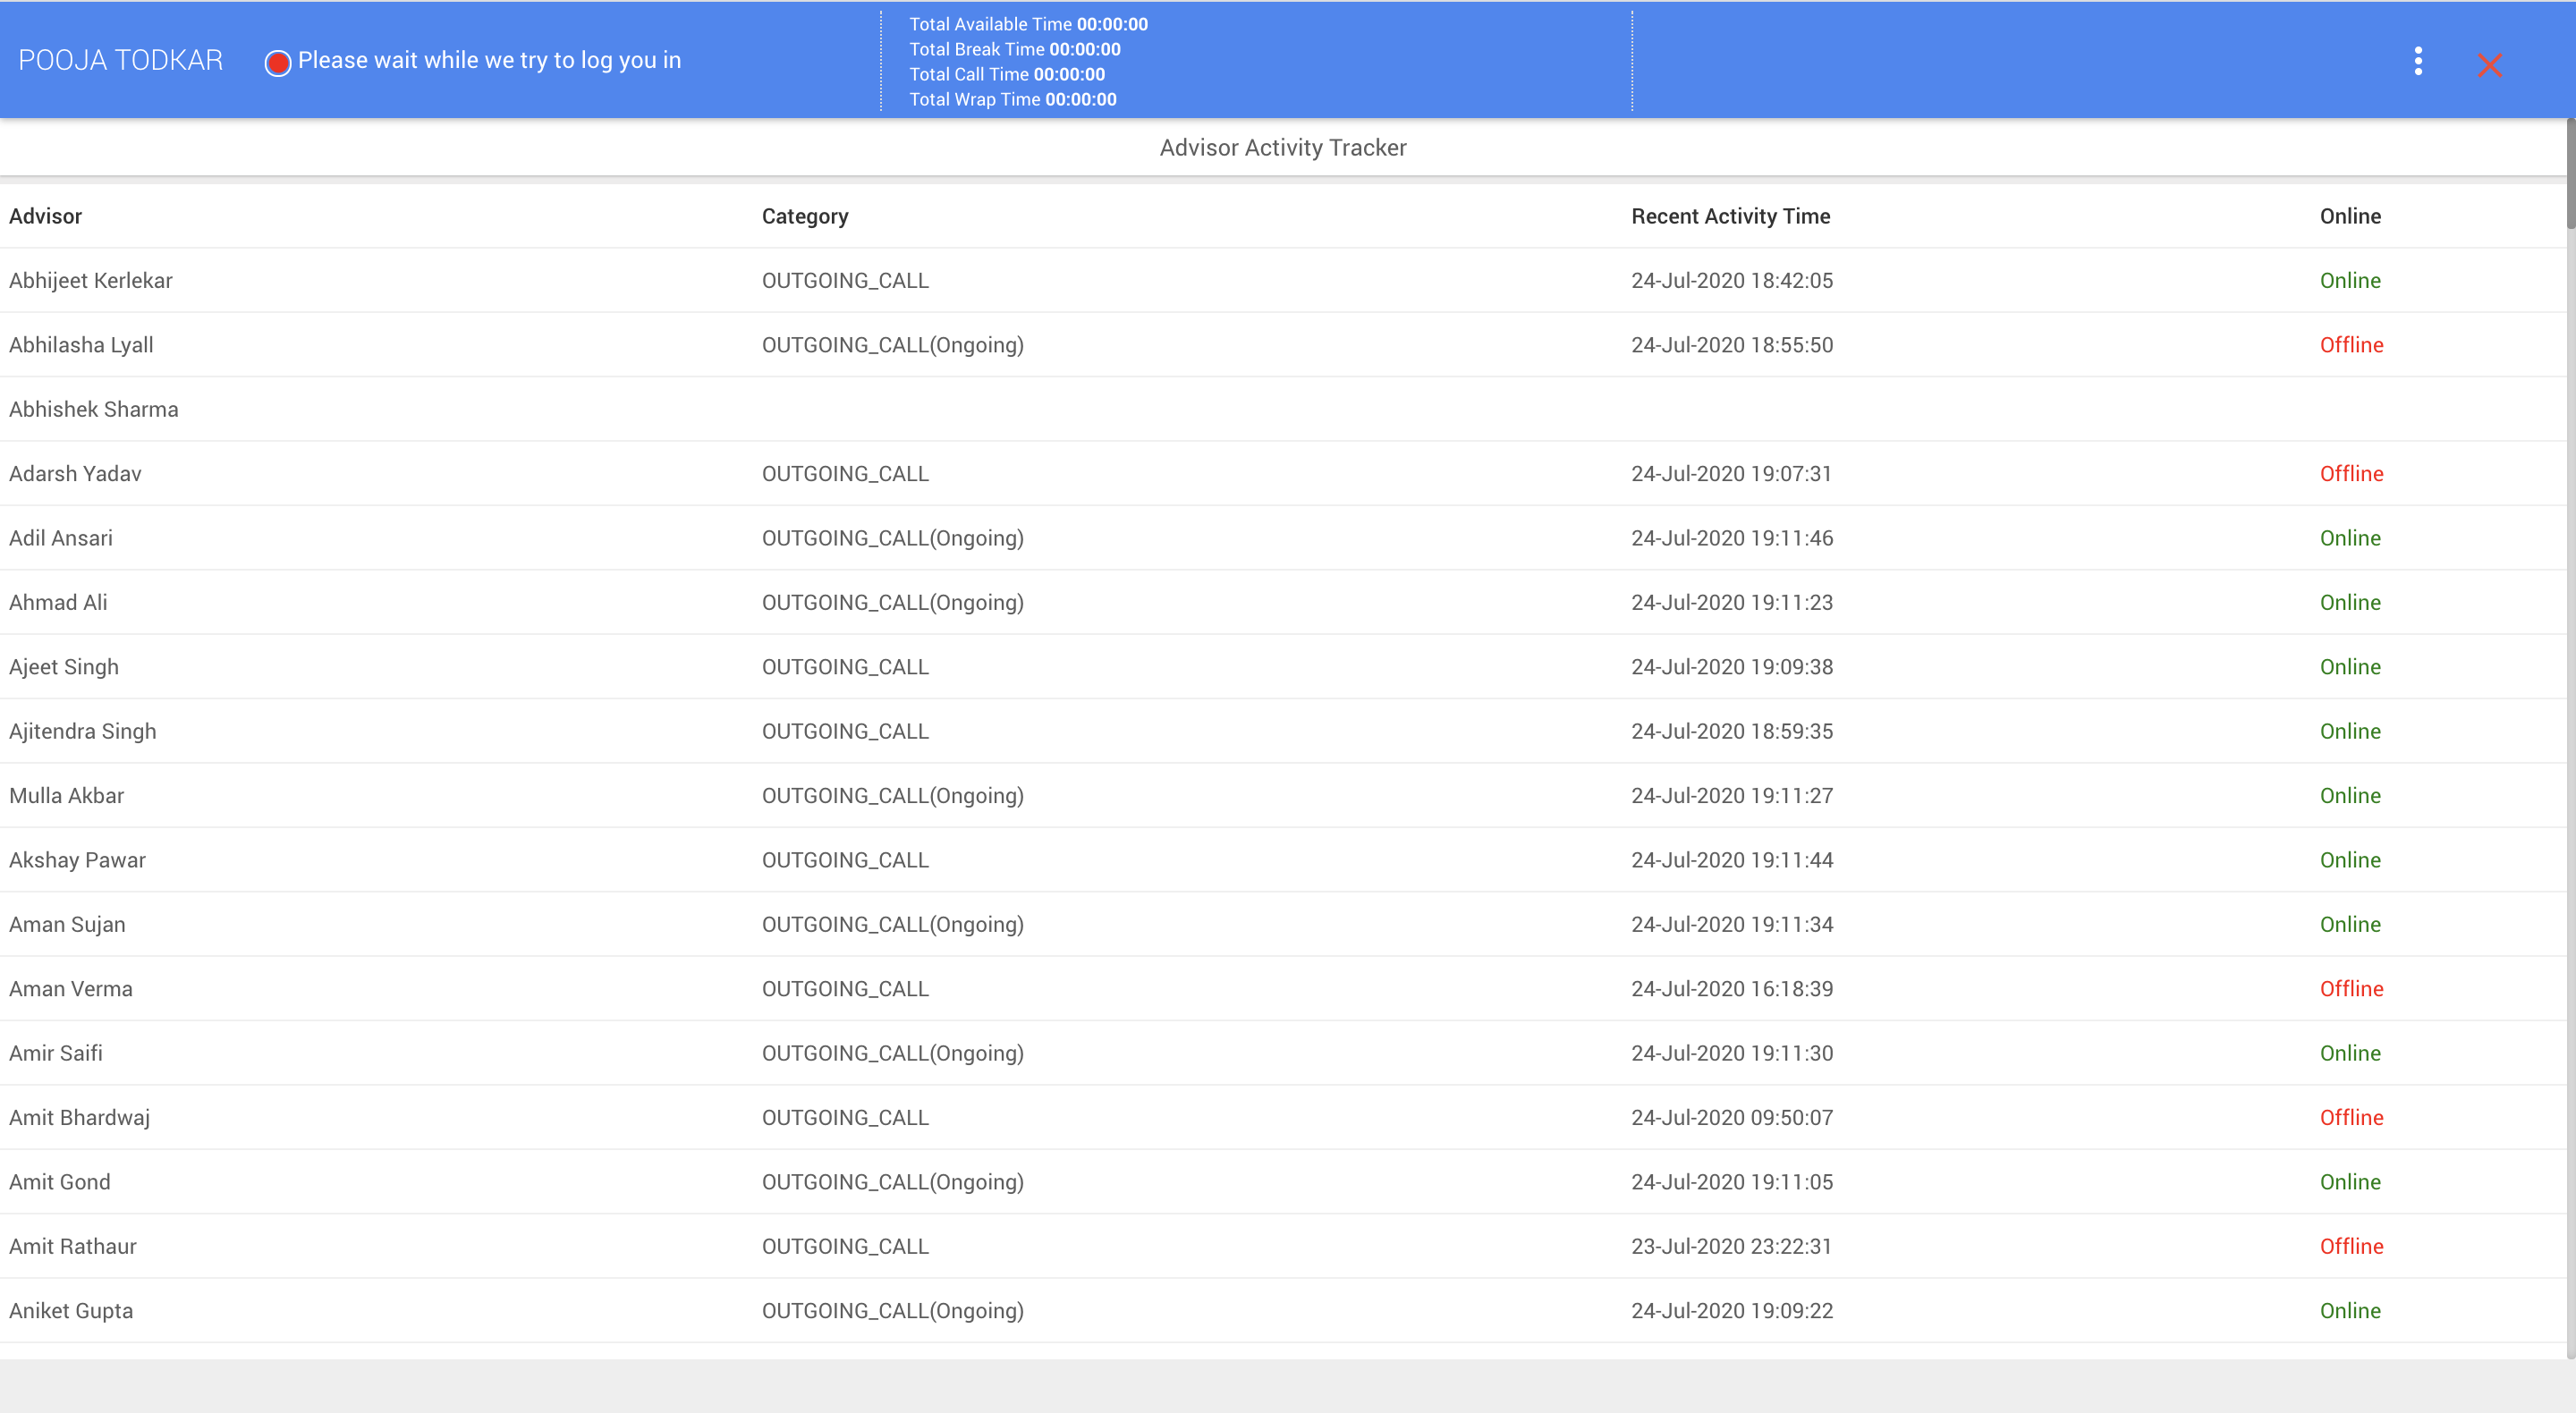 POOJA TODKAR
Please wait while we try to log you in
Total Available Time 00:00:00
Total Break Time 00:00:00
Total Call Time 00:00:00
Total Wrap Time 00:00:00
Advisor Activity Tracker
Advisor Category Recent Activity Time Online
Abhijeet Kerlekar OUTGOING_CALL 24-Jul-2020 18:42:05 Online
Abhilasha Lyall OUTGOING_CALL(Ongoing) 24-Jul-2020 18:55:50 Offline
Abhishek Sharma
Adarsh Yadav OUTGOING_CALL 24-Jul-2020 19:07:31 Offline
Adil Ansari OUTGOING_CALL(Ongoing) 24-Jul-2020 19:11:46 Online
Ahmad Ali OUTGOING_CALL(Ongoing) 24-Jul-2020 19:11:23 Online
Ajeet Singh OUTGOING_CALL 24-Jul-2020 19:09:38 Online
Ajitendra Singh OUTGOING_CALL 24-Jul-2020 18:59:35 Online
Mulla Akbar OUTGOING_CALL(Ongoing) 24-Jul-2020 19:11:27 Online
Akshay Pawar OUTGOING_CALL 24-Jul-2020 19:11:44 Online
Aman Sujan OUTGOING_CALL(Ongoing) 24-Jul-2020 19:11:34 Online
Aman Verma OUTGOING_CALL 24-Jul-2020 16:18:39 Offline
Amir Saifi OUTGOING_CALL(Ongoing) 24-Jul-2020 19:11:30 Online
Amit Bhardwaj OUTGOING_CALL 24-Jul-2020 09:50:07 Offline
Amit Gond OUTGOING_CALL(Ongoing) 24-Jul-2020 19:11:05 Online
Amit Rathaur OUTGOING_CALL 23-Jul-2020 23:22:31 Offline
Aniket Gupta OUTGOING_CALL(Ongoing) 24-Jul-2020 19:09:22 Online